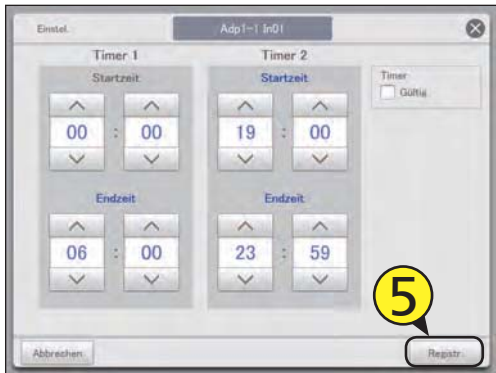 Einstel. Adp1-1 In01
Timer 1 Timer 2
Startzeit Startzeit
Timer
Gültig
00 : 00 19 : 00
Endzeit Endzeit
06 : 00 23 : 59
5
Abbrechen Registr.